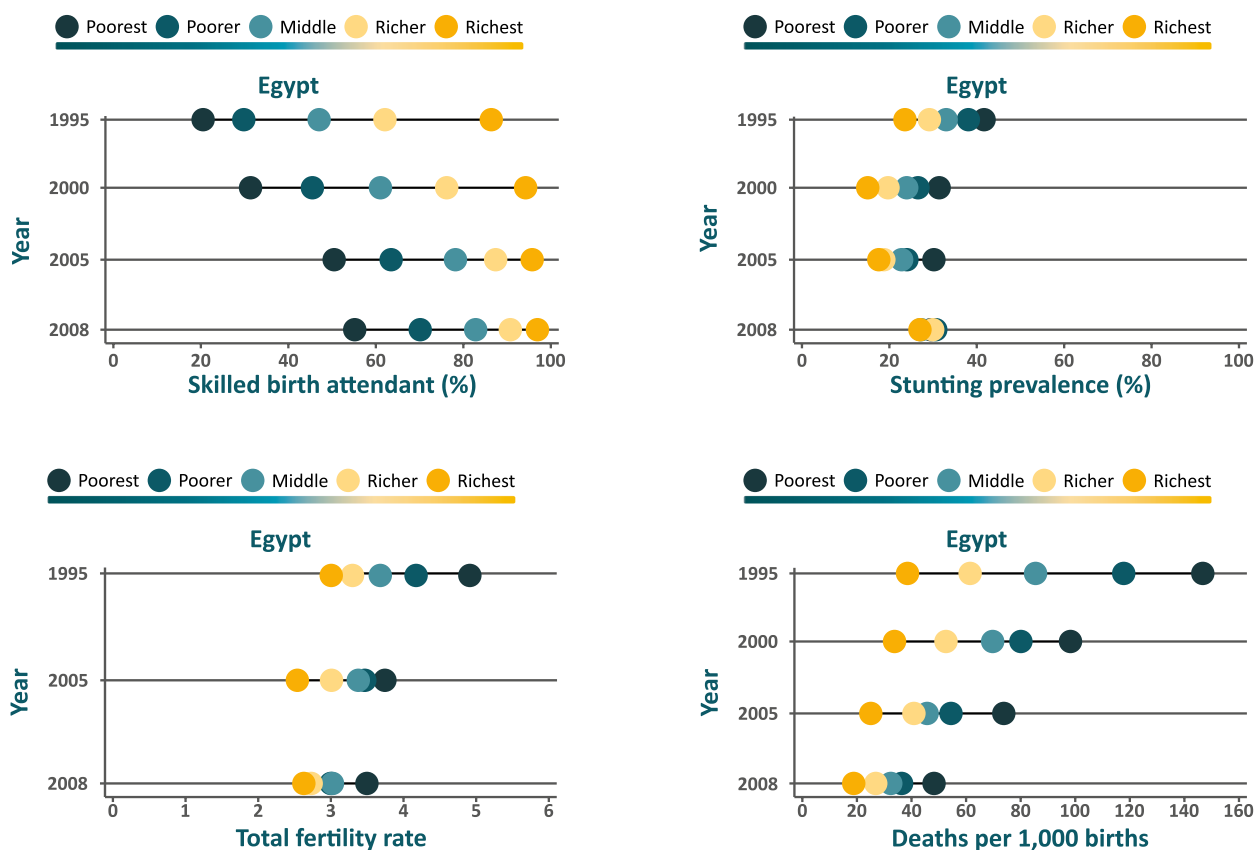 Poorest Poorer Middle Richer Richest
Egypt
1995
2000
2005
2008
Year
0 20 40 60 80 100
Skilled birth attendant (%)
Poorest Poorer Middle Richer Richest
Egypt
1995
2000
2005
2008
Year
0 20 40 60 80 100
Stunting prevalence (%)
Poorest Poorer Middle Richer Richest
Egypt
1995
2005
2008
Year
0 1 2 3 4 5 6
Total fertility rate
Poorest Poorer Middle Richer Richest
Egypt
1995
2000
2005
2008
Year
0 20 40 60 80 100 120 140 160
Deaths per 1,000 births